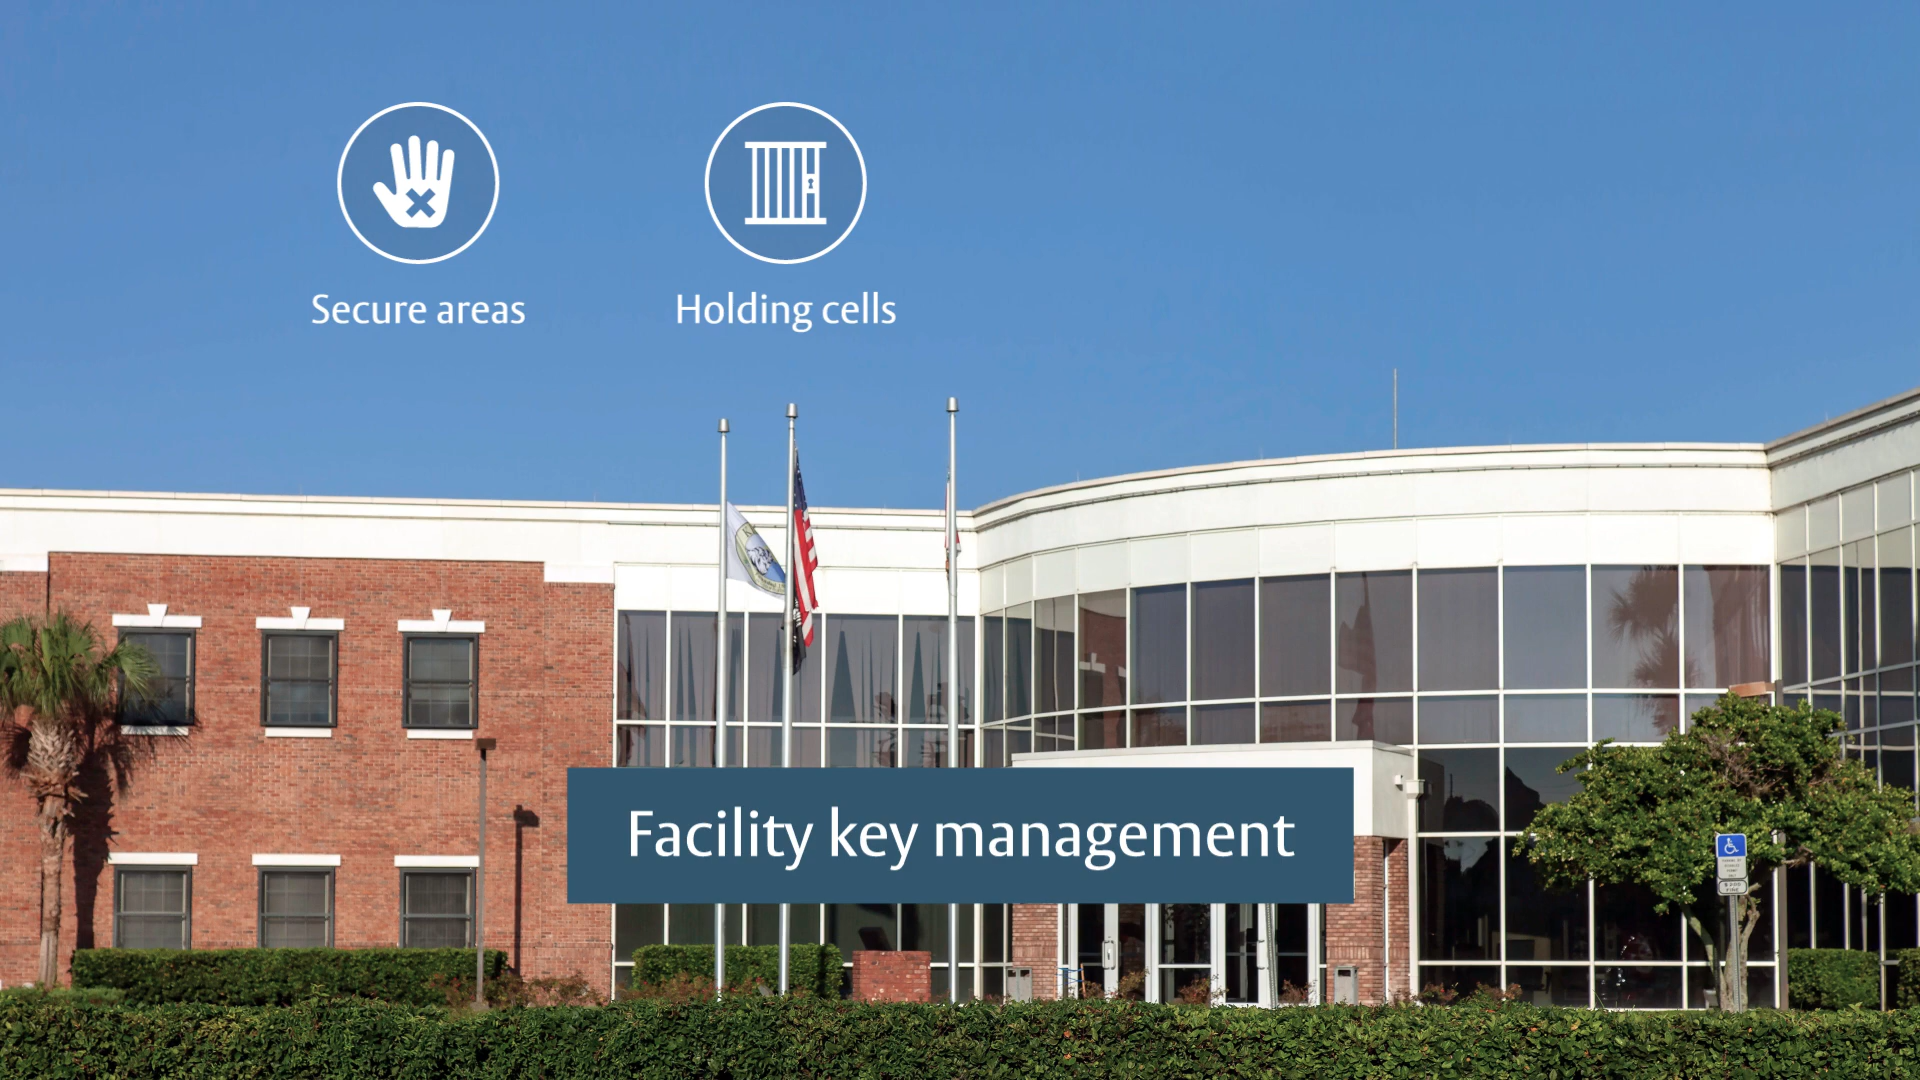 Secure areas
Holding cells
Facility key management